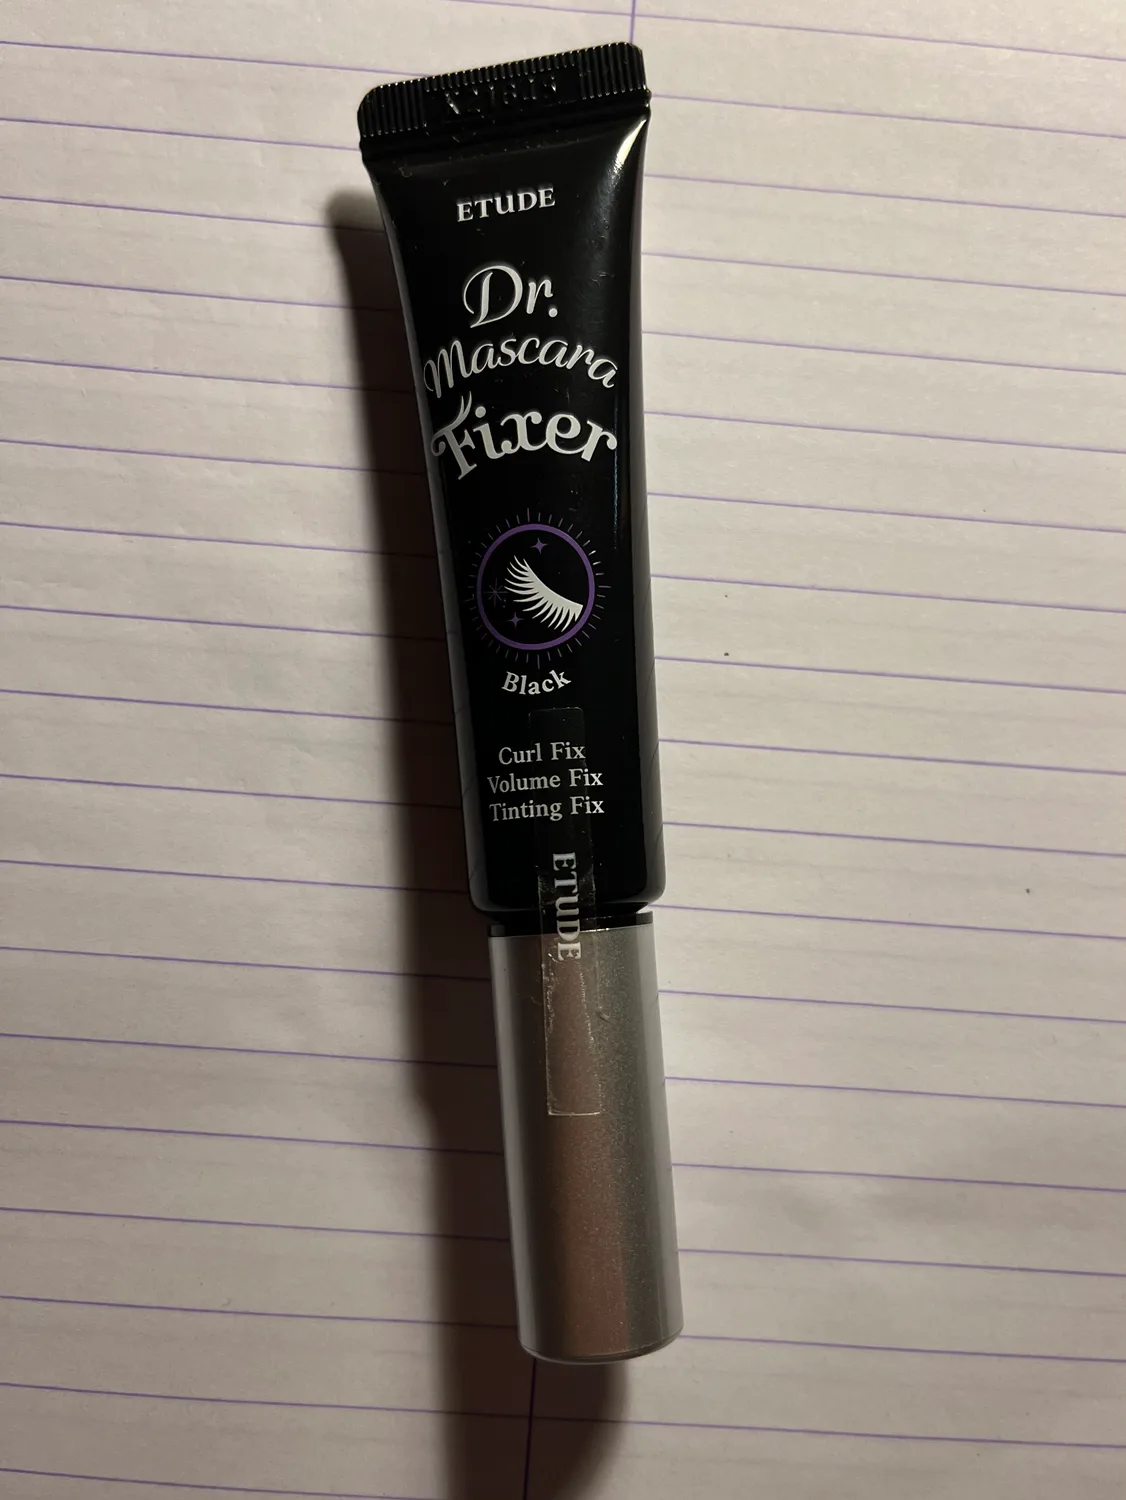 ETUDE
Dr.
Mascara
Fixer
Black
Curl Fix
Volume Fix
Tinting Fix
ETUDE